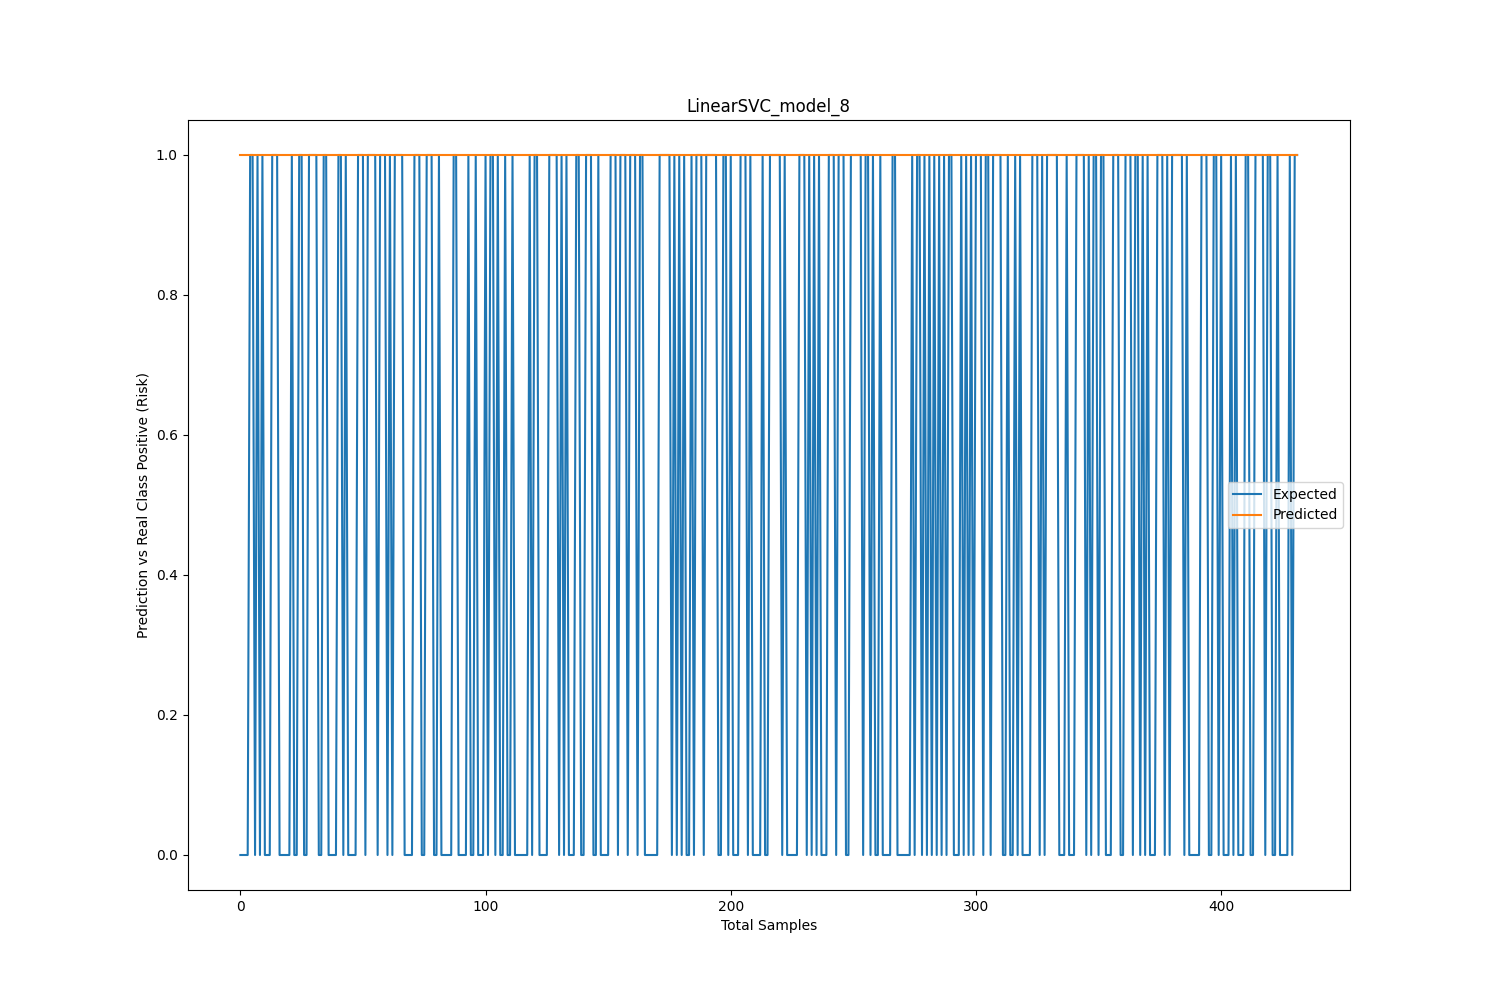 LinearSVC_model_8
Prediction vs Real Class Positive (Risk)
1.0
0.8
0.6
0.4
0.2
0.0
Expected
Predicted
0 100 200 300 400
Total Samples